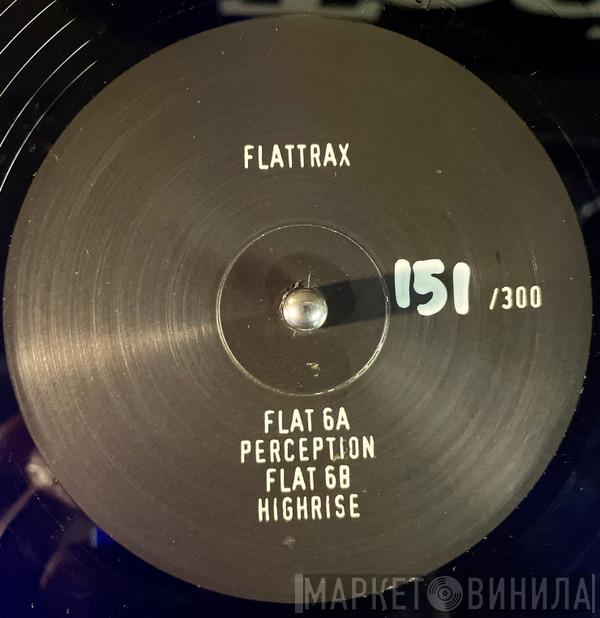 FLATTRAX
151 /300
FLAT 6A
PERCEPTION
FLAT 6B
HIGHRISE
МАРКЕТ ВИНИЛА